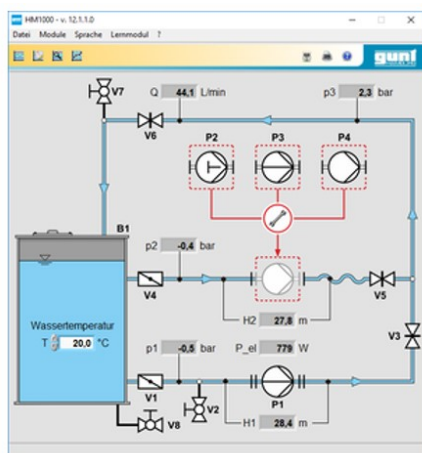 HM1000 - v. 12.1.1.0
Datei Module Sprache Lernmodul ?
gunt
V7
Q 44,1 L/min
p3 2,3 bar
V6
P2 P3 P4
B1
p2 -0,4 bar
V4
V5
H2 27,8 m
Wassertemperatur
T 20,0 °C
V3
p1 -0,5 bar
P_el 779 W
V1
V2
P1
V8
H1 28,4 m